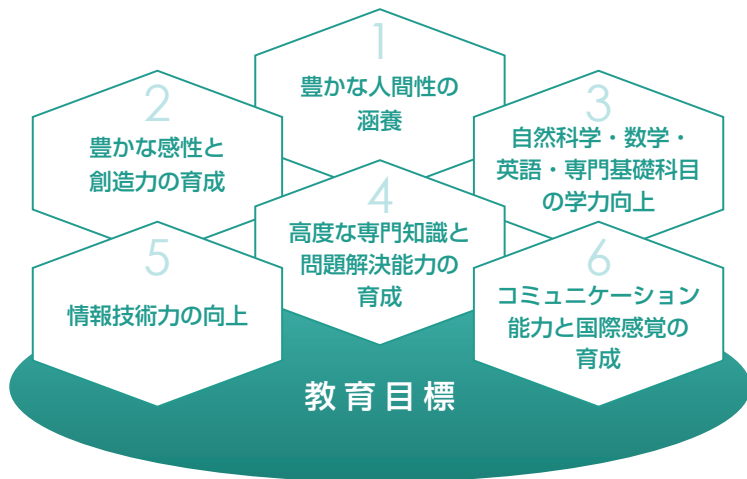 1
豊かな人間性の
涵養
2
豊かな感性と
創造力の育成
3
自然科学・数学・
英語・専門基礎科目
の学力向上
4
高度な専門知識と
問題解決能力の
育成
5
情報技術力の向上
6
コミュニケーション
能力と国際感覚の
育成
教育目標